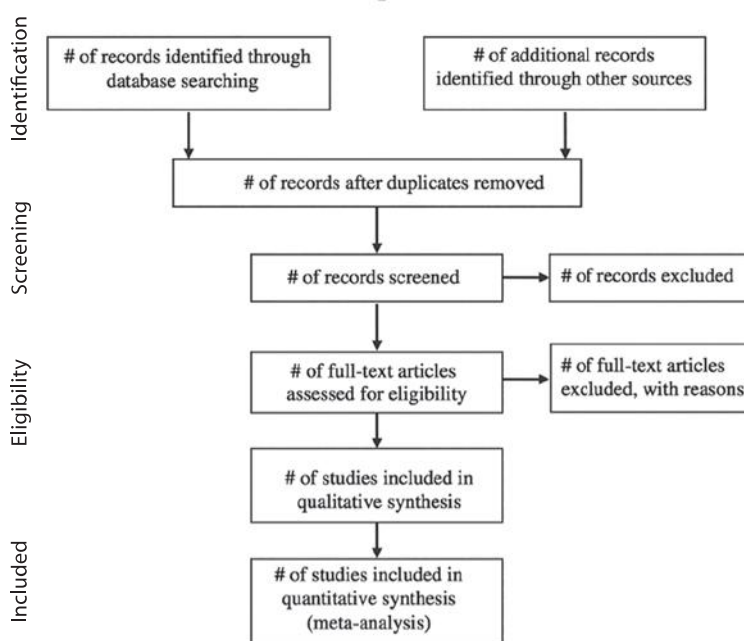 Identification
# of records identified through
database searching
# of additional records
identified through other sources
# of records after duplicates removed
Screening
# of records screened
# of records excluded
Eligibility
# of full-text articles
assessed for eligibility
# of full-text articles
excluded, with reasons
# of studies included in
qualitative synthesis
Included
# of studies included in
quantitative synthesis
(meta-analysis)